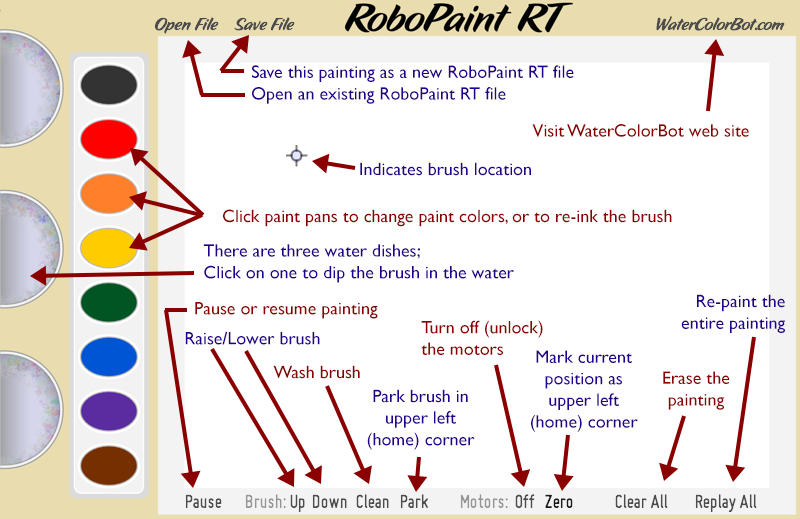 Open File
Save File
RoboPaint RT
WaterColorBot.com
Save this painting as a new RoboPaint RT file
Open an existing RoboPaint RT file
Visit WaterColorBot web site
Indicates brush location
Click paint pans to change paint colors, or to re-ink the brush
There are three water dishes;
Click on one to dip the brush in the water
Pause or resume painting
Raise/Lower brush
Wash brush
Park brush in
upper left
(home) corner
Turn off (unlock)
the motors
Mark current
position as
upper left
(home) corner
Erase the
painting
Re-paint the
entire painting
Pause
Brush: Up Down Clean Park
Motors: Off Zero
Clear All
Replay All